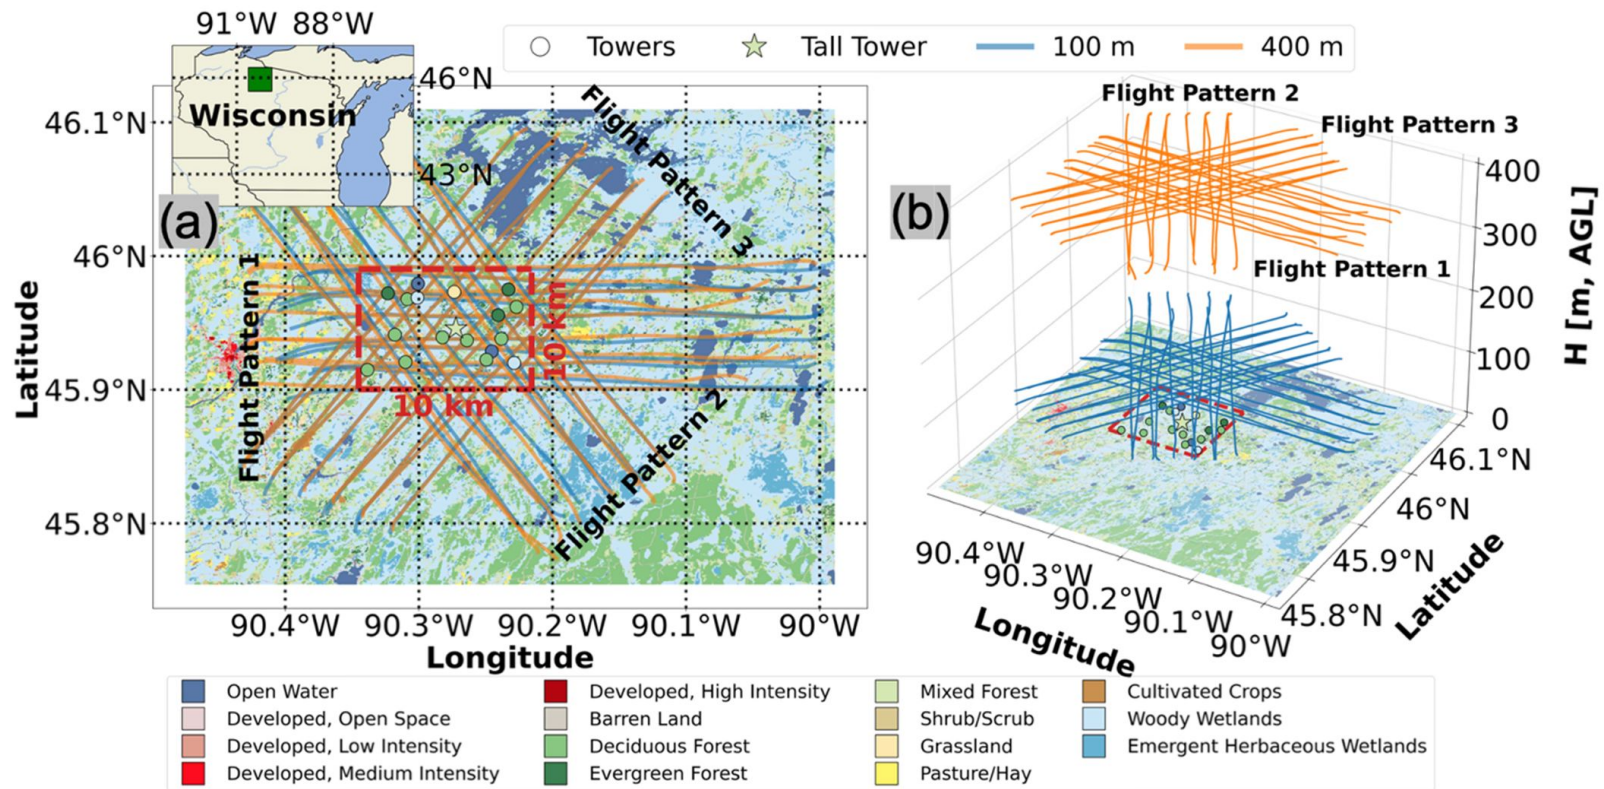 91°W 88°W
Towers Tall Tower 100 m 400 m
46°N
Wisconsin
43°N
(a)
46.1°N
46°N
45.9°N
45.8°N
Latitude
Flight Pattern 1
Flight Pattern 3
Flight Pattern 2
10 km
10 km
90.4°W 90.3°W 90.2°W 90.1°W 90°W
Longitude
(b)
Flight Pattern 2
Flight Pattern 3
Flight Pattern 1
400
300
200
100
0
H [m, AGL]
46.1°N
46°N
45.9°N
45.8°N
Latitude
90.4°W
90.3°W
90.2°W
90.1°W
90°W
Longitude
Open Water
Developed, Open Space
Developed, Low Intensity
Developed, Medium Intensity
Developed, High Intensity
Barren Land
Deciduous Forest
Evergreen Forest
Mixed Forest
Shrub/Scrub
Grassland
Pasture/Hay
Cultivated Crops
Woody Wetlands
Emergent Herbaceous Wetlands